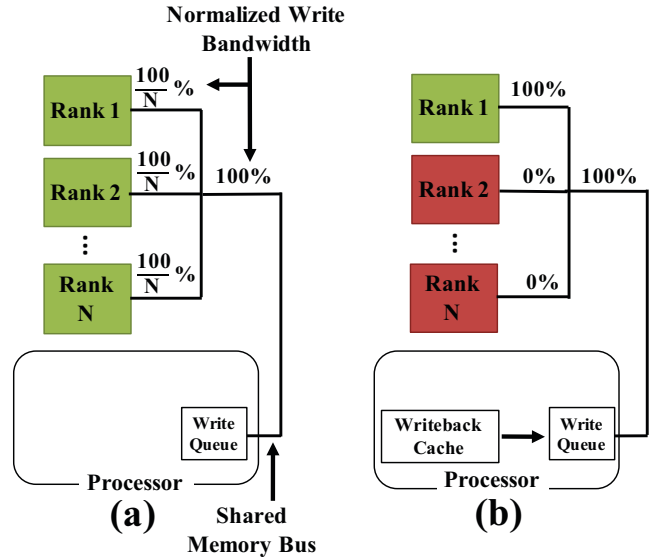 Normalized Write
Bandwidth
Rank 1
100
N
%
Rank 2
100
N
%
100%
...
Rank
N
100
N
%
Write
Queue
Processor
(a)
Shared
Memory Bus
Rank 1
100%
Rank 2
0%
100%
...
Rank
N
0%
Writeback
Cache
Write
Queue
Processor
(b)